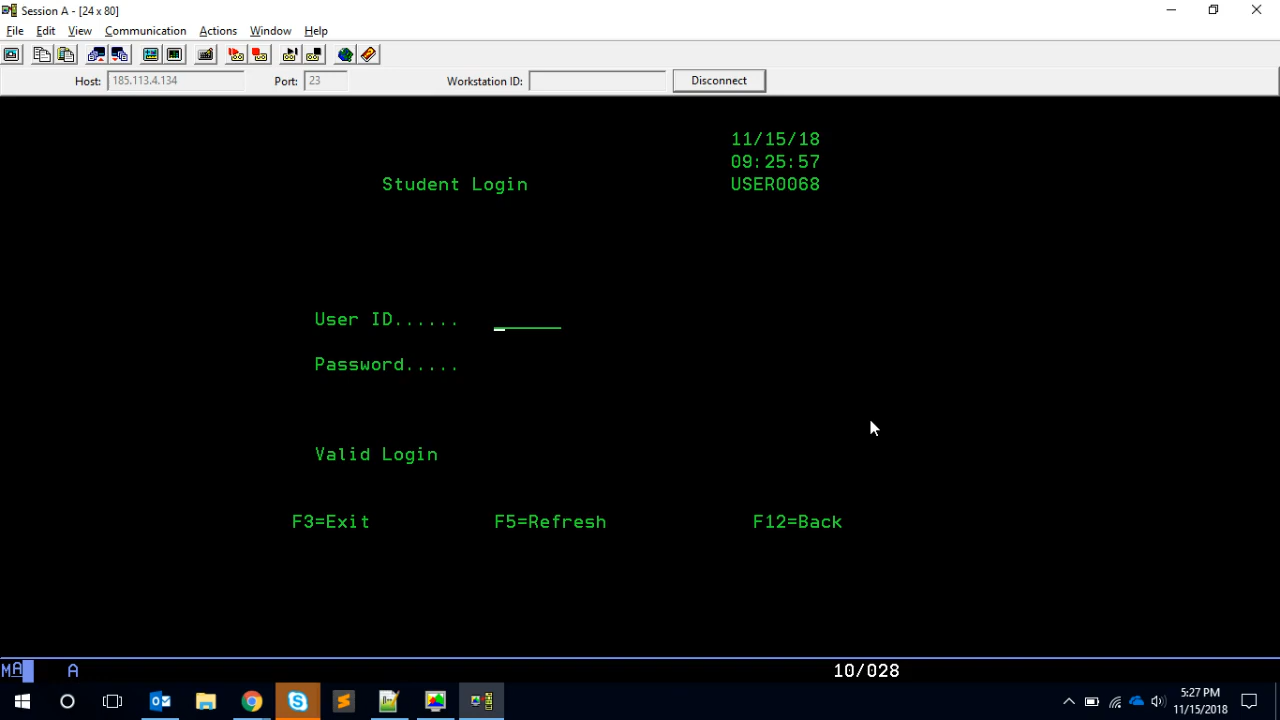 Session A - [24 x 80]
File Edit View Communication Actions Window Help
Host: 185.113.4.134 Port: 23 Workstation ID: Disconnect
11/15/18
09:25:57
Student Login USER0068
User ID......
Password.....
Valid Login
F3=Exit F5=Refresh F12=Back
MA A 10/028
5:27 PM
11/15/2018